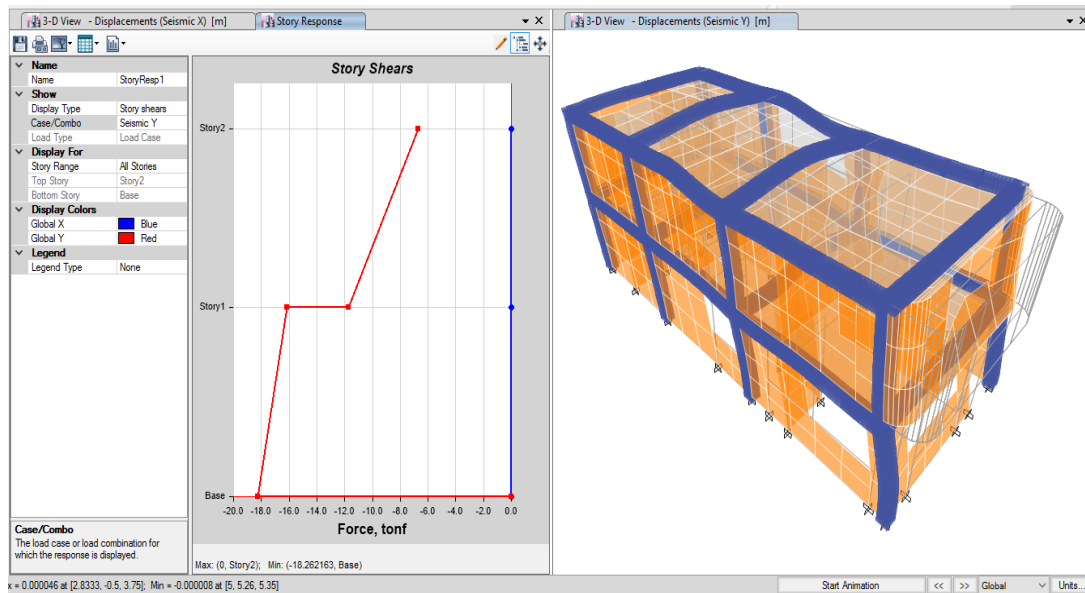 3-D View - Displacements (Seismic X) [m]
Story Response
3-D View - Displacements (Seismic Y) [m]
Name
Name StoryResp1
Show
Display Type Story shears
Case/Combo Seismic Y
Load Type Load Case
Display For
Story Range All Stories
Top Story Story2
Bottom Story Base
Display Colors
Global X Blue
Global Y Red
Legend
Legend Type None
Case/Combo
The load case or load combination for
which the response is displayed.
Story Shears
Story2
Story1
Base
-20.0 -18.0 -16.0 -14.0 -12.0 -10.0 -8.0 -6.0 -4.0 -2.0 0.0
Force, tonf
Max: (0, Story2); Min: (-18.262163, Base)
x = 0.000046 at [2.8333, -0.5, 3.75]; Min = -0.000008 at [5, 5.26, 5.35]
Start Animation << >> Global Units...